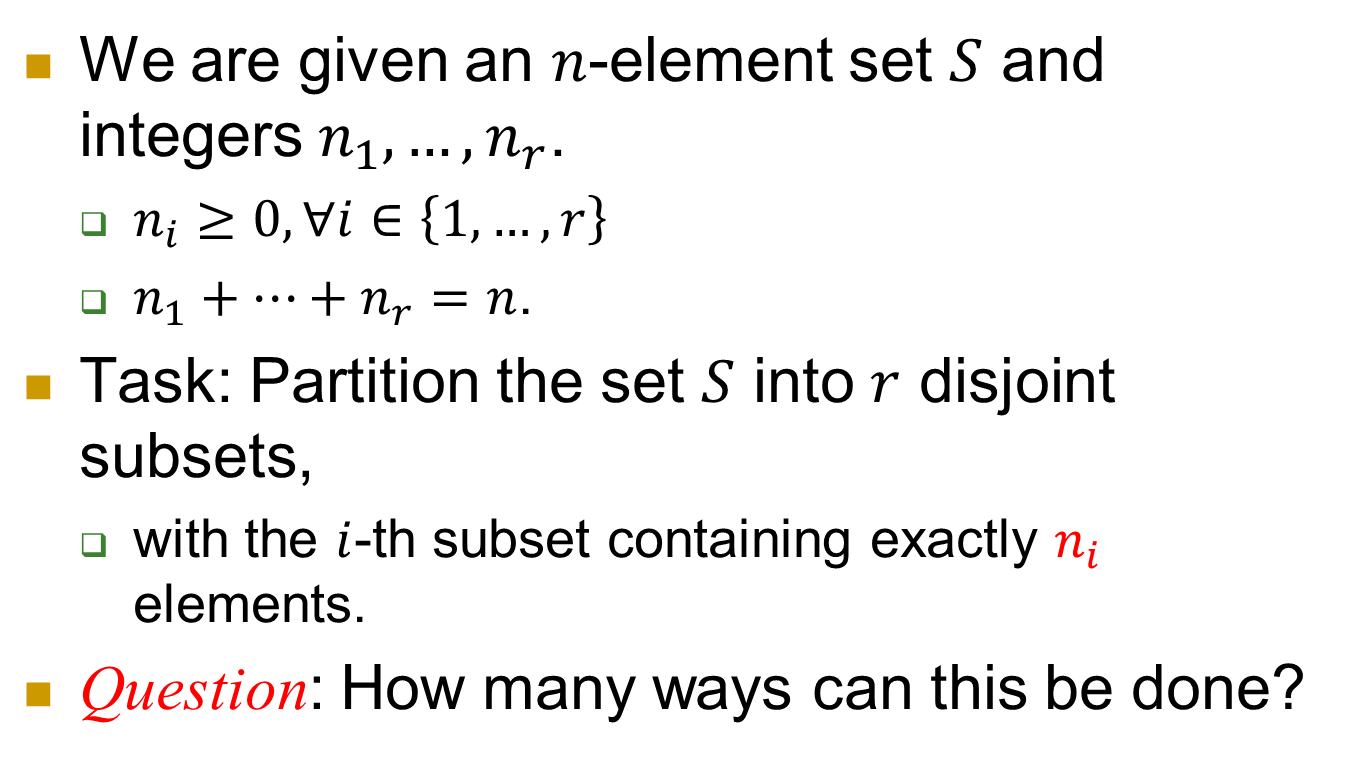 We are given an 𝑛-element set 𝑆 and
integers 𝑛₁, … , 𝑛ᵣ.
𝑛ᵢ ≥ 0, ∀𝑖 ∈ {1, … , 𝑟}
𝑛₁ + ⋯ + 𝑛ᵣ = 𝑛.
Task: Partition the set 𝑆 into 𝑟 disjoint
subsets,
with the 𝑖-th subset containing exactly 𝑛ᵢ
elements.
Question: How many ways can this be done?